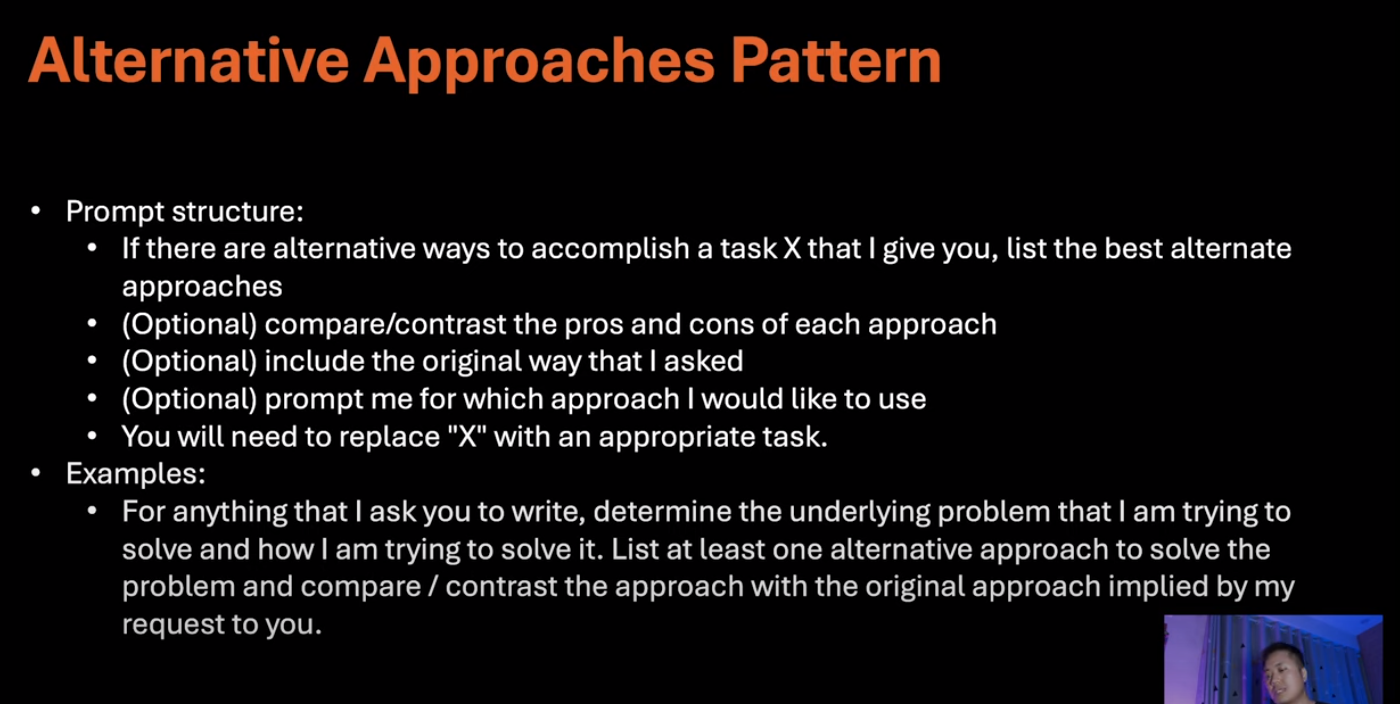 Alternative Approaches Pattern
• Prompt structure:
• If there are alternative ways to accomplish a task X that I give you, list the best alternate
approaches
• (Optional) compare/contrast the pros and cons of each approach
• (Optional) include the original way that I asked
• (Optional) prompt me for which approach I would like to use
• You will need to replace "X" with an appropriate task.
• Examples:
• For anything that I ask you to write, determine the underlying problem that I am trying to
solve and how I am trying to solve it. List at least one alternative approach to solve the
problem and compare / contrast the approach with the original approach implied by my
request to you.